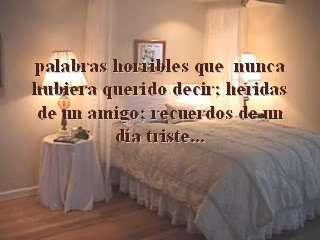 palabras horribles que nunca
hubiera querido decir; heridas
de un amigo; recuerdos de un
día triste...